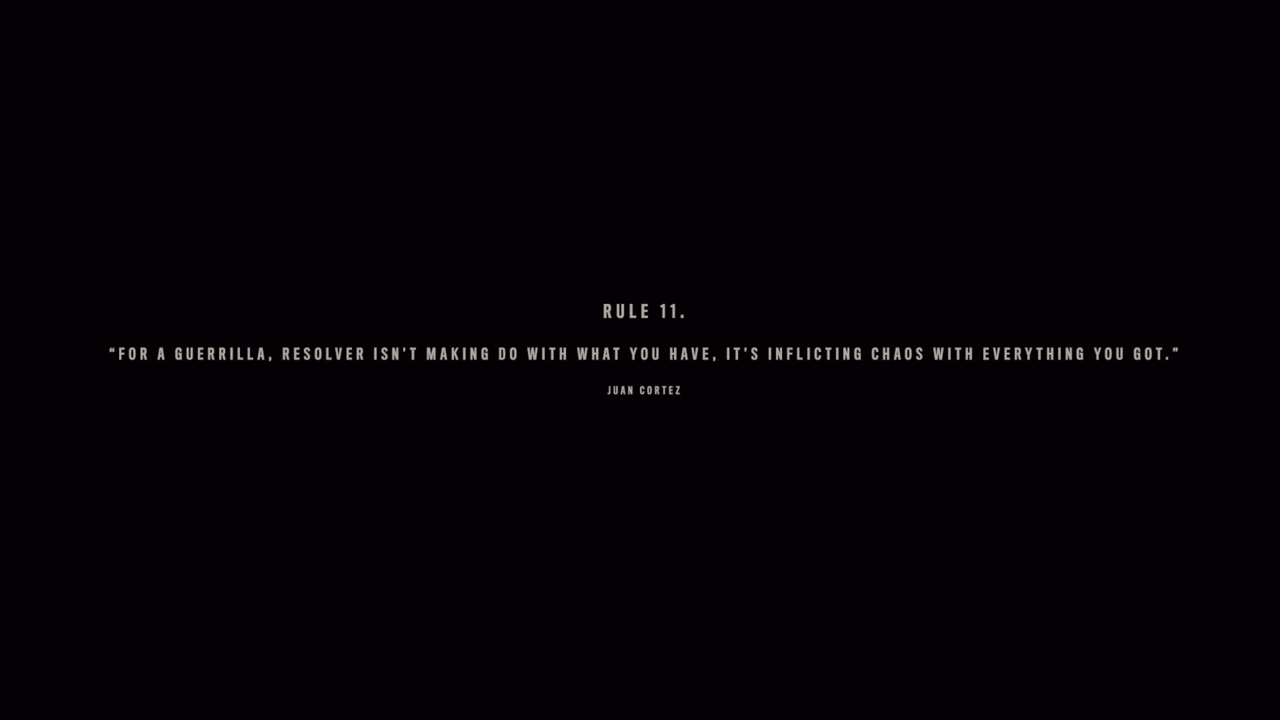 RULE 11.
“FOR A GUERRILLA, RESOLVER ISN'T MAKING DO WITH WHAT YOU HAVE, IT'S INFLICTING CHAOS WITH EVERYTHING YOU GOT.”
JUAN CORTEZ